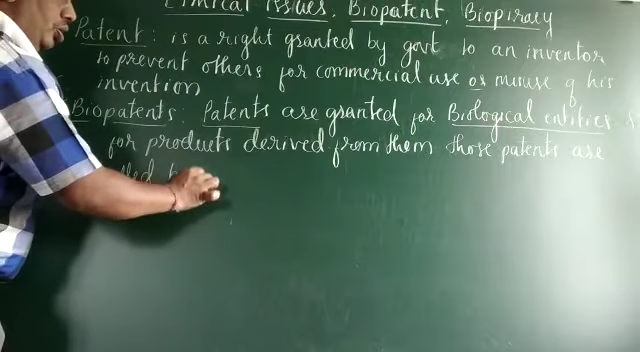 Issues, Biopatent, Biopiracy
Patent: is a right granted by govt to an inventor
to prevent others for commercial use or misuse of his
invention
Biopatents: Patents are granted for Biological entities
for products derived from them those patents are